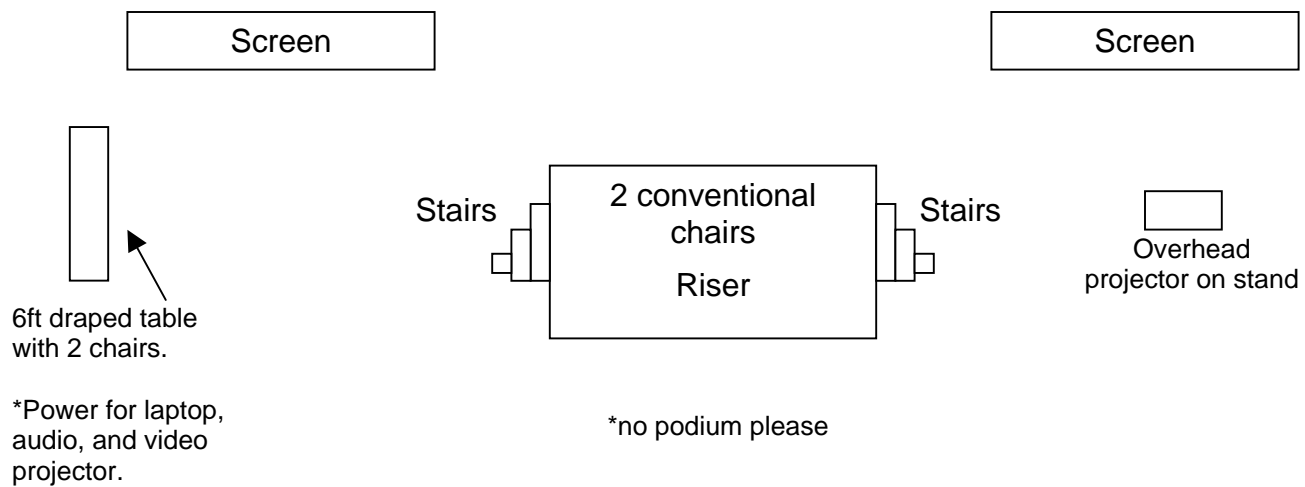 Screen
Screen
Stairs
2 conventional
chairs
Riser
Stairs
Overhead
projector on stand
6ft draped table
with 2 chairs.
*Power for laptop,
audio, and video
projector.
*no podium please